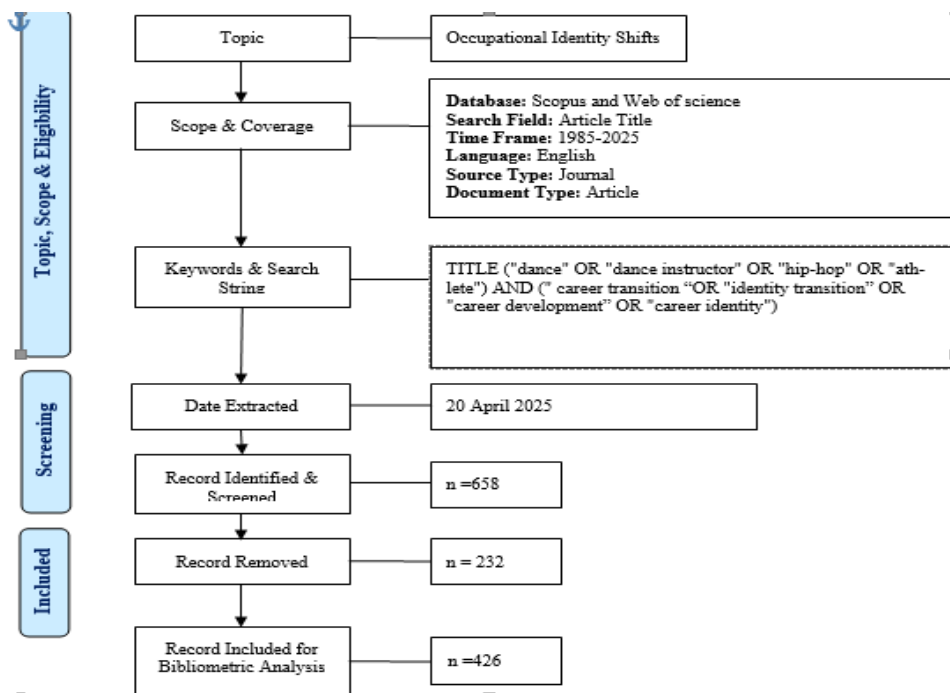 Topic, Scope & Eligibility
Topic
Occupational Identity Shifts
Scope & Coverage
Database: Scopus and Web of science
Search Field: Article Title
Time Frame: 1985-2025
Language: English
Source Type: Journal
Document Type: Article
Keywords & Search
String
TITLE ("dance" OR "dance instructor" OR "hip-hop" OR "ath-
lete") AND (" career transition “OR "identity transition” OR
"career development” OR "career identity")
Screening
Date Extracted
20 April 2025
Record Identified &
Screened
n =658
Included
Record Removed
n = 232
Record Included for
Bibliometric Analysis
n =426